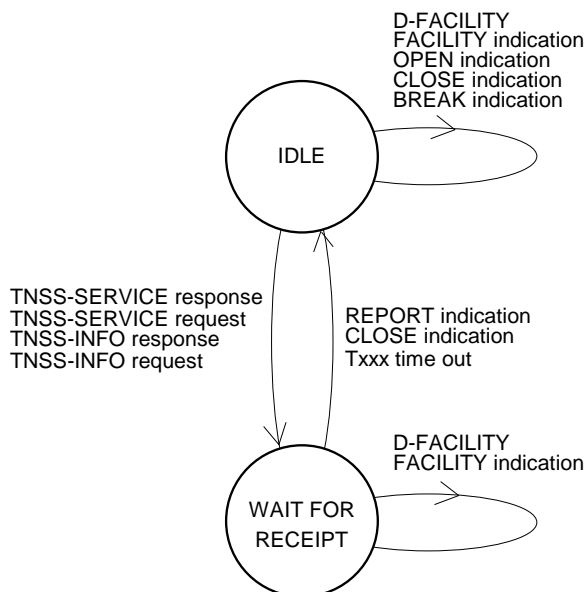 D-FACILITY
FACILITY indication
OPEN indication
CLOSE indication
BREAK indication
IDLE
TNSS-SERVICE response
TNSS-SERVICE request
TNSS-INFO response
TNSS-INFO request
REPORT indication
CLOSE indication
Txxx time out
D-FACILITY
FACILITY indication
WAIT FOR
RECEIPT